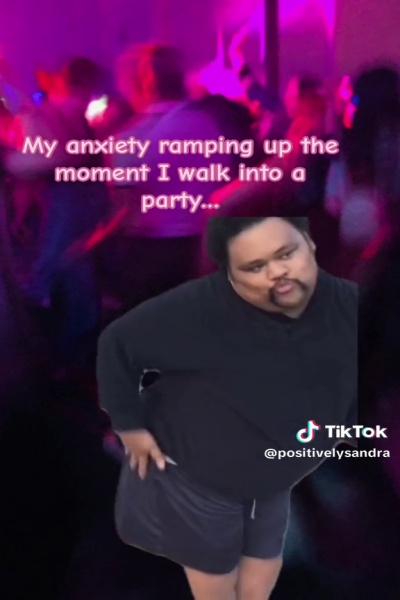 My anxiety ramping up the
moment I walk into a
party...
TikTok
@positivelysandra